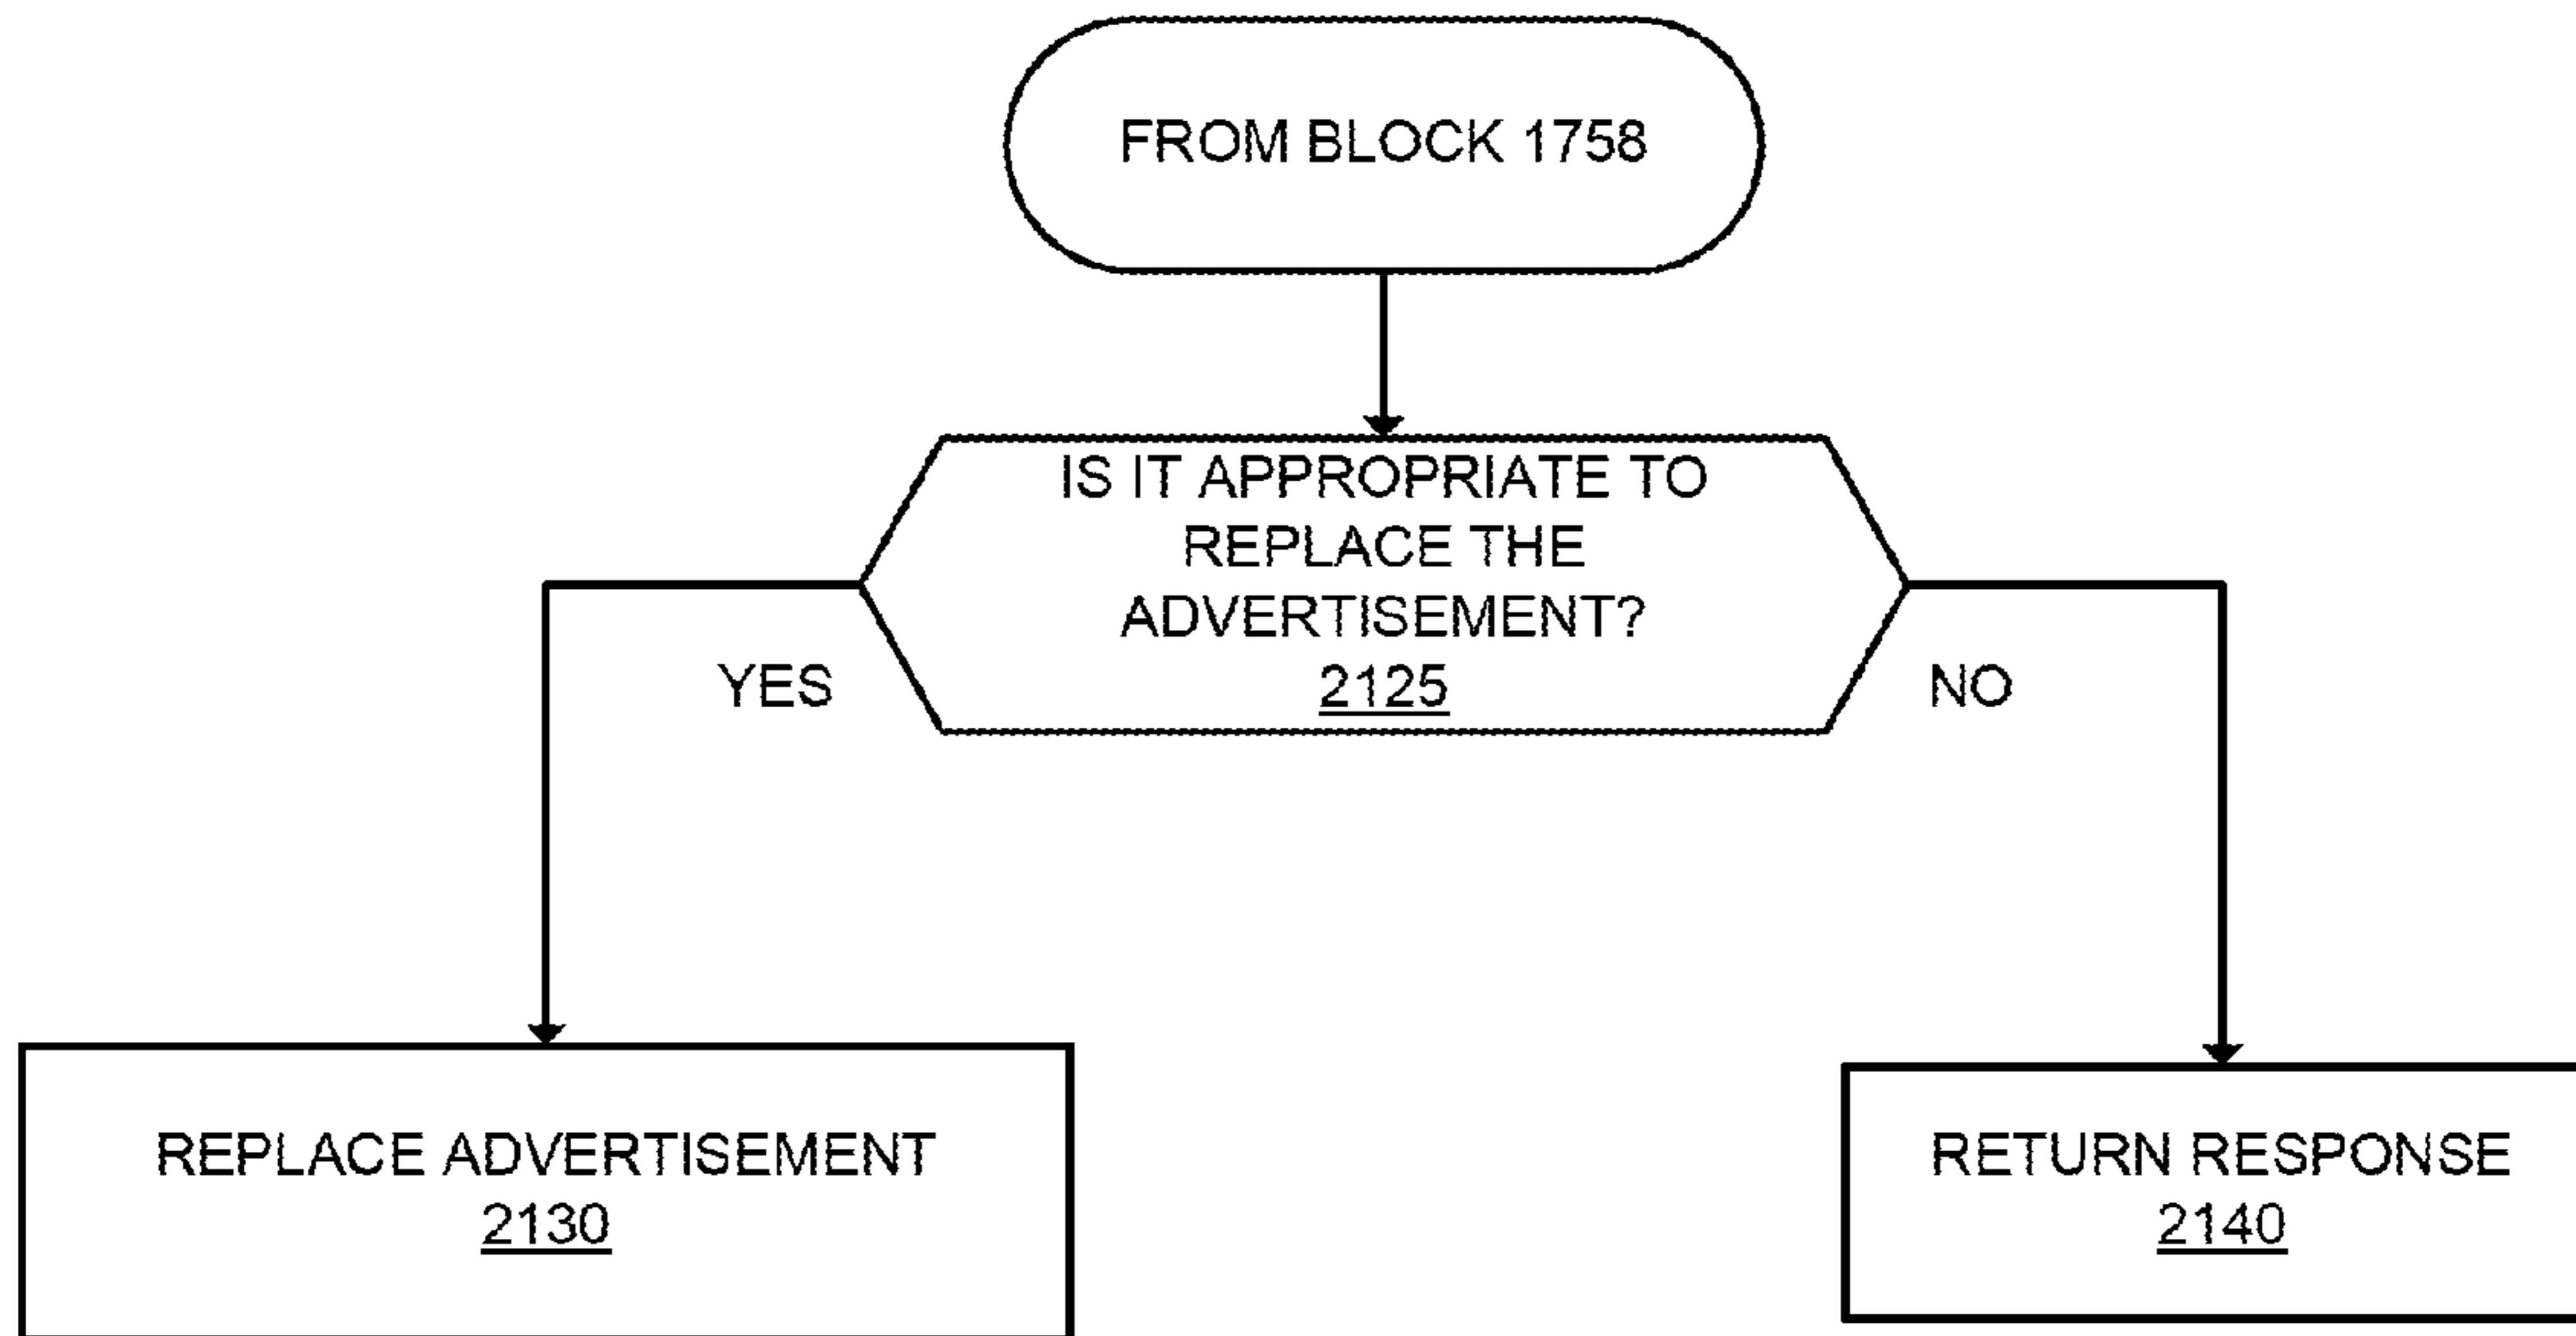 FROM BLOCK 1758
IS IT APPROPRIATE TO
REPLACE THE
ADVERTISEMENT?
2125
YES
NO
REPLACE ADVERTISEMENT
2130
RETURN RESPONSE
2140